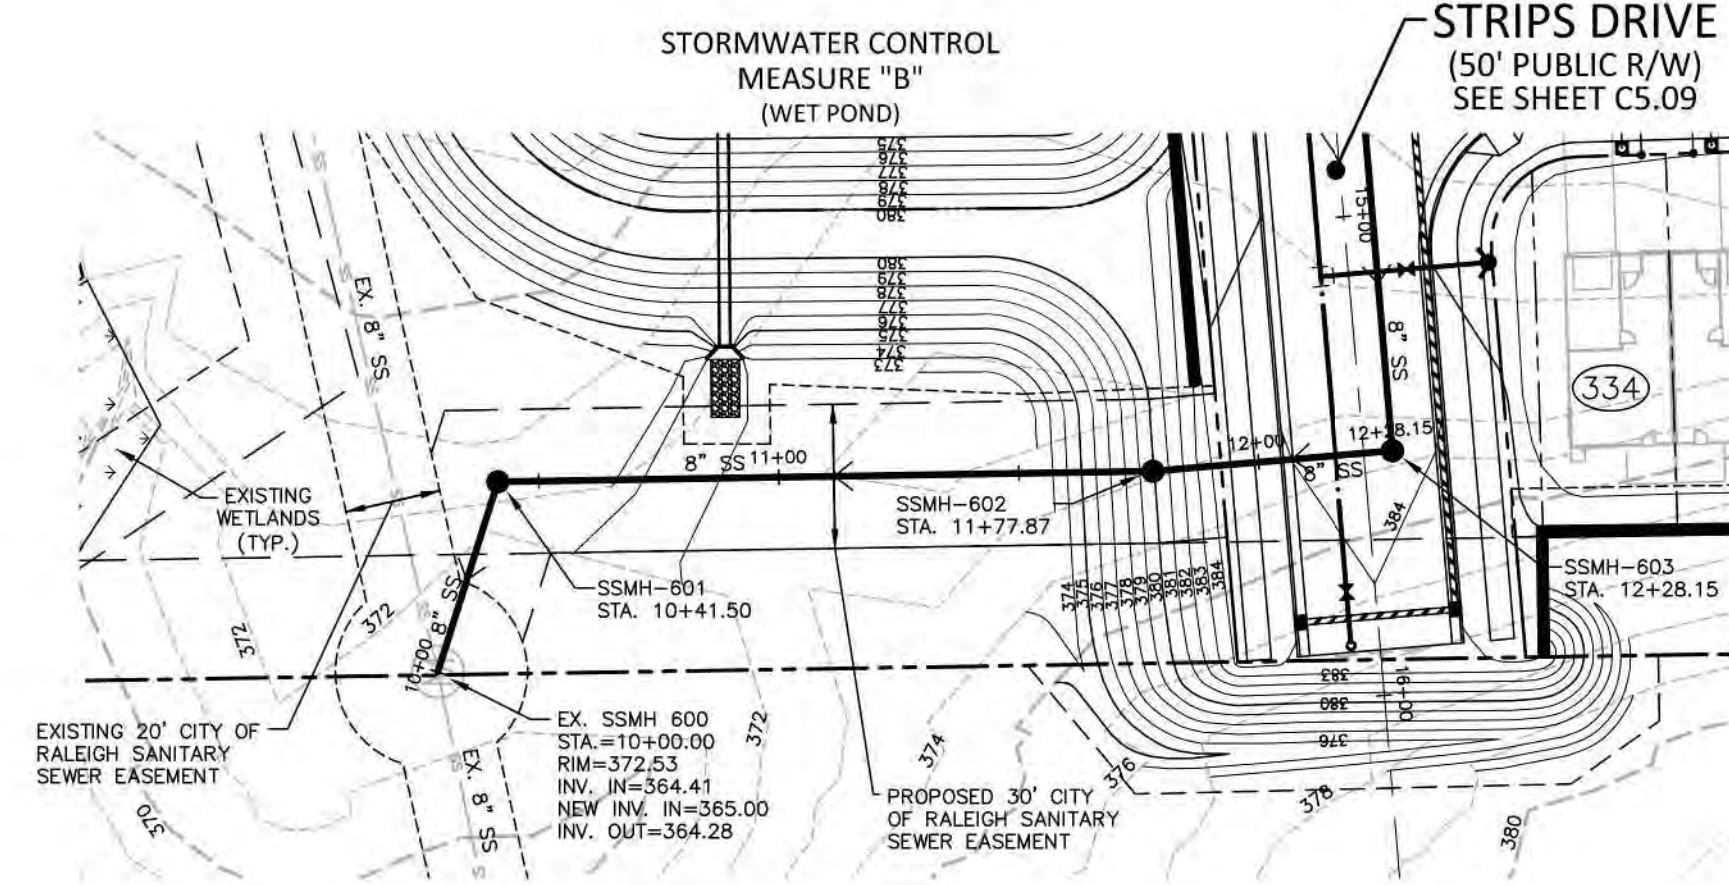 STORMWATER CONTROL
MEASURE "B"
(WET POND)
STRIPS DRIVE
(50' PUBLIC R/W)
SEE SHEET C5.09
375
376
377
378
379
380
380
379
378
377
376
375
374
373
15+00
EX. 8" SS
8" SS
334
EXISTING
WETLANDS
(TYP.)
8" SS
11+00
12+00
12+28.15
8" SS
384
SSMH-602
STA. 11+77.87
SSMH-601
STA. 10+41.50
SSMH-603
STA. 12+28.15
374
375
376
377
378
379
380
381
382
383
384
372
372
8" SS
10+00
383
380
376
16+00
EXISTING 20' CITY OF
RALEIGH SANITARY
SEWER EASEMENT
EX. 8" SS
EX. SSMH 600
STA.=10+00.00
RIM=372.53
INV. IN=364.41
NEW INV. IN=365.00
INV. OUT=364.28
372
374
376
378
380
370
PROPOSED 30' CITY
OF RALEIGH SANITARY
SEWER EASEMENT